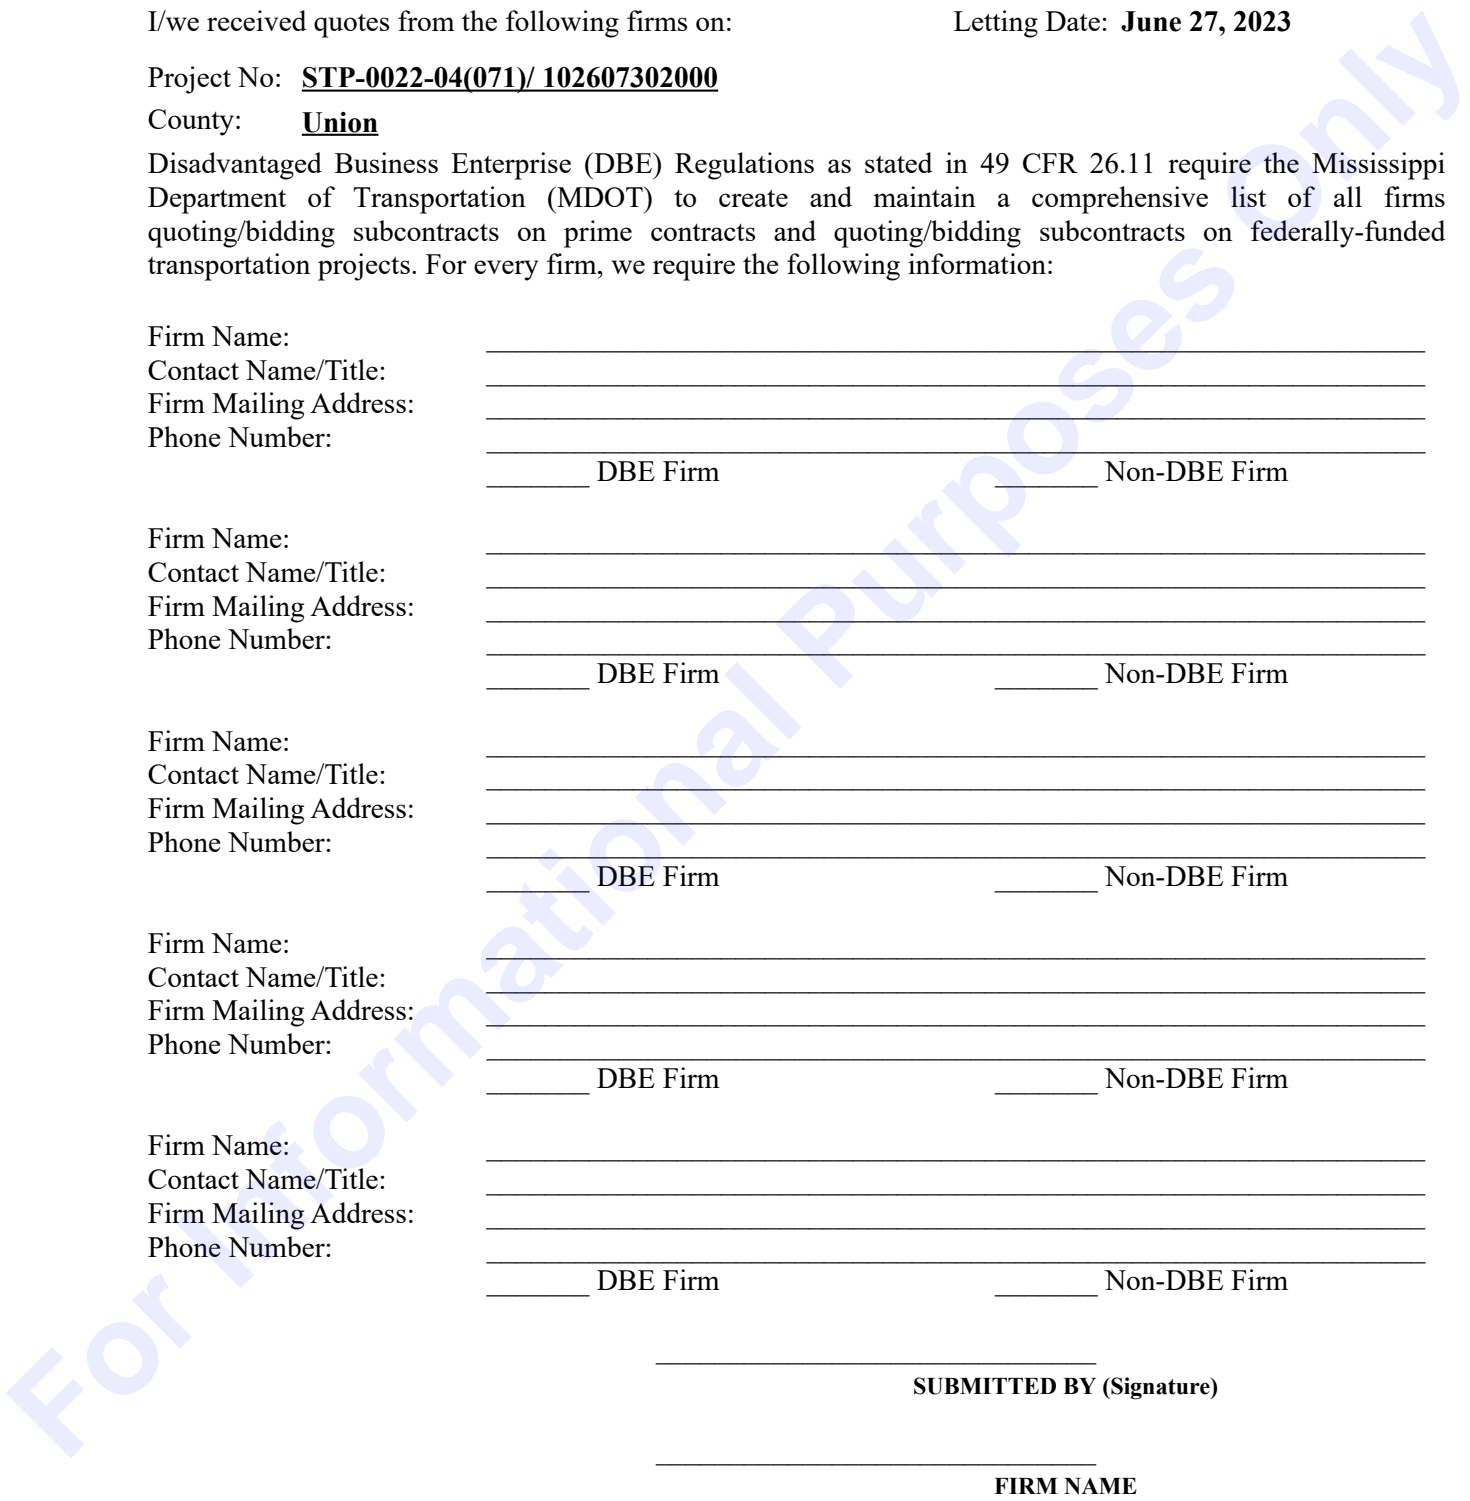 I/we received quotes from the following firms on: Letting Date: June 27, 2023
Project No: STP-0022-04(071)/ 102607302000
County: Union
Disadvantaged Business Enterprise (DBE) Regulations as stated in 49 CFR 26.11 require the Mississippi
Department of Transportation (MDOT) to create and maintain a comprehensive list of all firms
quoting/bidding subcontracts on prime contracts and quoting/bidding subcontracts on federally-funded
transportation projects. For every firm, we require the following information:
Firm Name:
Contact Name/Title:
Firm Mailing Address:
Phone Number:
DBE Firm Non-DBE Firm
Firm Name:
Contact Name/Title:
Firm Mailing Address:
Phone Number:
DBE Firm Non-DBE Firm
Firm Name:
Contact Name/Title:
Firm Mailing Address:
Phone Number:
DBE Firm Non-DBE Firm
Firm Name:
Contact Name/Title:
Firm Mailing Address:
Phone Number:
DBE Firm Non-DBE Firm
Firm Name:
Contact Name/Title:
Firm Mailing Address:
Phone Number:
DBE Firm Non-DBE Firm
SUBMITTED BY (Signature)
FIRM NAME
For Informational Purposes Only